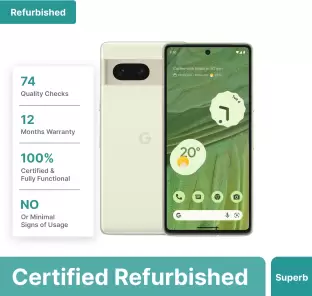 Refurbished
74
Quality Checks
12
Months Warranty
100%
Certified &
Fully Functional
NO
Or Minimal
Signs of Usage
20°
G
G
Certified Refurbished
Superb